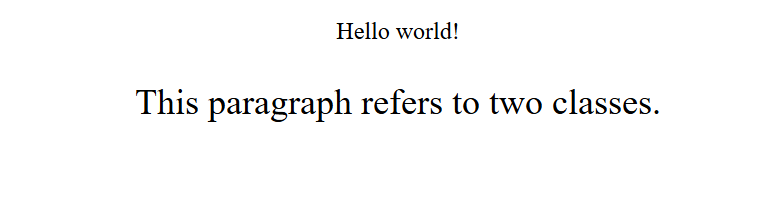 Hello world!
This paragraph refers to two classes.